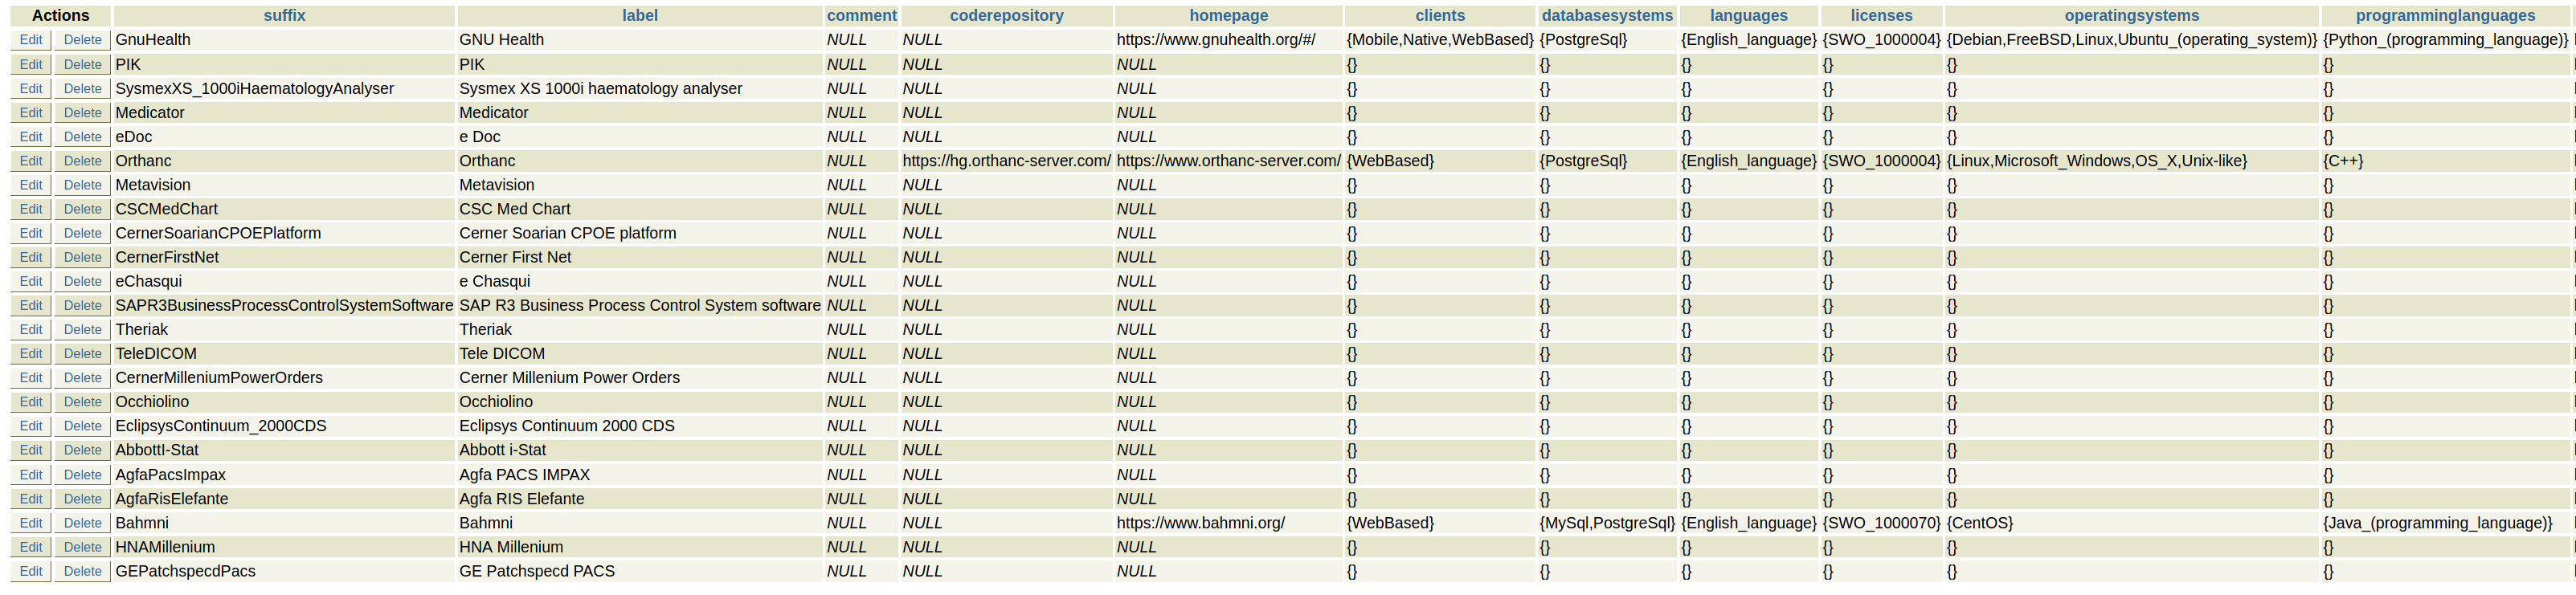 Actions suffix label comment coderepository homepage clients databasesystems languages licenses operatingsystems programminglanguages
Edit Delete GnuHealth GNU Health NULL NULL https://www.gnuhealth.org/#/ {Mobile,Native,WebBased} {PostgreSql} {English_language} {SWO_1000004} {Debian,FreeBSD,Linux,Ubuntu_(operating_system)} {Python_(programming_language)}
Edit Delete PIK PIK NULL NULL NULL {} {} {} {} {} {}
Edit Delete SysmexXS_1000iHaematologyAnalyser Sysmex XS 1000i haematology analyser NULL NULL NULL {} {} {} {} {} {}
Edit Delete Medicator Medicator NULL NULL NULL {} {} {} {} {} {}
Edit Delete eDoc e Doc NULL NULL NULL {} {} {} {} {} {}
Edit Delete Orthanc Orthanc NULL https://hg.orthanc-server.com/ https://www.orthanc-server.com/ {WebBased} {PostgreSql} {English_language} {SWO_1000004} {Linux,Microsoft_Windows,OS_X,Unix-like} {C++}
Edit Delete Metavision Metavision NULL NULL NULL {} {} {} {} {} {}
Edit Delete CSCMedChart CSC Med Chart NULL NULL NULL {} {} {} {} {} {}
Edit Delete CernerSoarianCPOEPlatform Cerner Soarian CPOE platform NULL NULL NULL {} {} {} {} {} {}
Edit Delete CernerFirstNet Cerner First Net NULL NULL NULL {} {} {} {} {} {}
Edit Delete eChasqui e Chasqui NULL NULL NULL {} {} {} {} {} {}
Edit Delete SAPR3BusinessProcessControlSystemSoftware SAP R3 Business Process Control System software NULL NULL NULL {} {} {} {} {} {}
Edit Delete Theriak Theriak NULL NULL NULL {} {} {} {} {} {}
Edit Delete TeleDICOM Tele DICOM NULL NULL NULL {} {} {} {} {} {}
Edit Delete CernerMilleniumPowerOrders Cerner Millenium Power Orders NULL NULL NULL {} {} {} {} {} {}
Edit Delete Occhiolino Occhiolino NULL NULL NULL {} {} {} {} {} {}
Edit Delete EclipsysContinuum_2000CDS Eclipsys Continuum 2000 CDS NULL NULL NULL {} {} {} {} {} {}
Edit Delete AbbottI-Stat Abbott i-Stat NULL NULL NULL {} {} {} {} {} {}
Edit Delete AgfaPacsImpax Agfa PACS IMPAX NULL NULL NULL {} {} {} {} {} {}
Edit Delete AgfaRisElefante Agfa RIS Elefante NULL NULL NULL {} {} {} {} {} {}
Edit Delete Bahmni Bahmni NULL NULL https://www.bahmni.org/ {WebBased} {MySql,PostgreSql} {English_language} {SWO_1000070} {CentOS} {Java_(programming_language)}
Edit Delete HNAMillenium HNA Millenium NULL NULL NULL {} {} {} {} {} {}
Edit Delete GEPatchspecdPacs GE Patchspecd PACS NULL NULL NULL {} {} {} {} {} {}